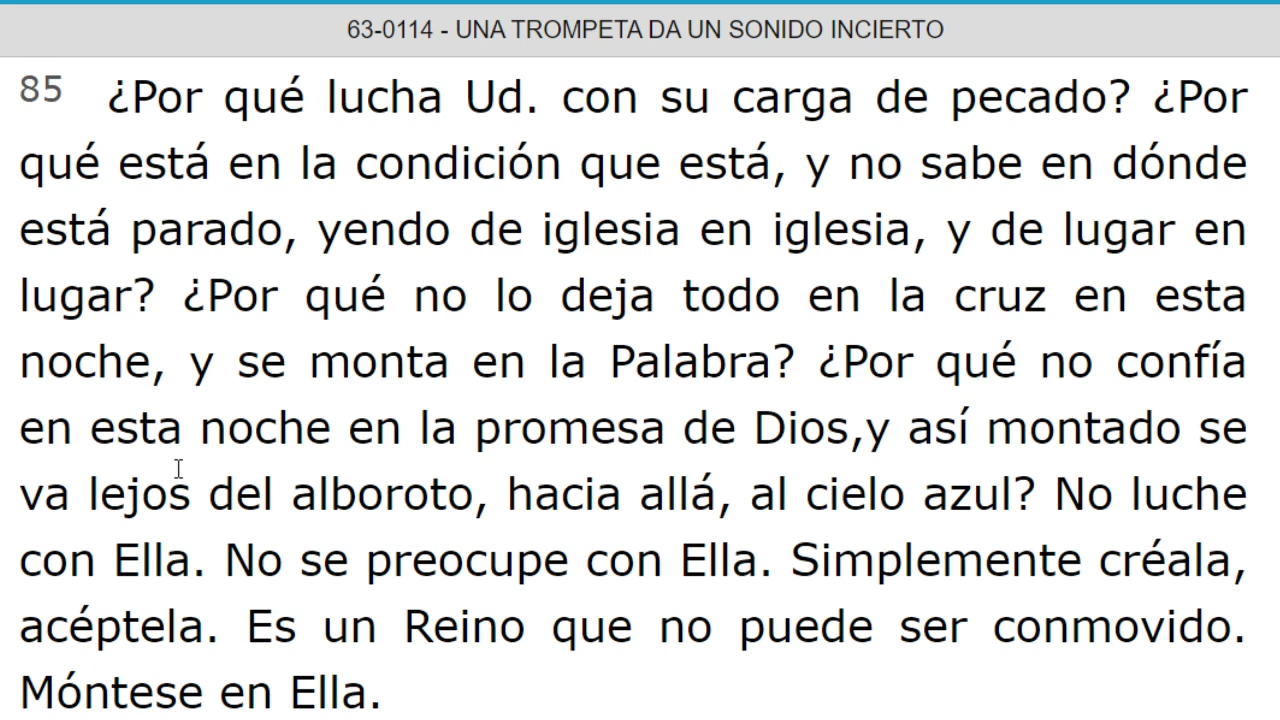 63-0114 - UNA TROMPETA DA UN SONIDO INCIERTO
85 ¿Por qué lucha Ud. con su carga de pecado? ¿Por
qué está en la condición que está, y no sabe en dónde
está parado, yendo de iglesia en iglesia, y de lugar en
lugar? ¿Por qué no lo deja todo en la cruz en esta
noche, y se monta en la Palabra? ¿Por qué no confía
en esta noche en la promesa de Dios,y así montado se
va lejos del alboroto, hacia allá, al cielo azul? No luche
con Ella. No se preocupe con Ella. Simplemente créala,
acéptela. Es un Reino que no puede ser conmovido.
Móntese en Ella.